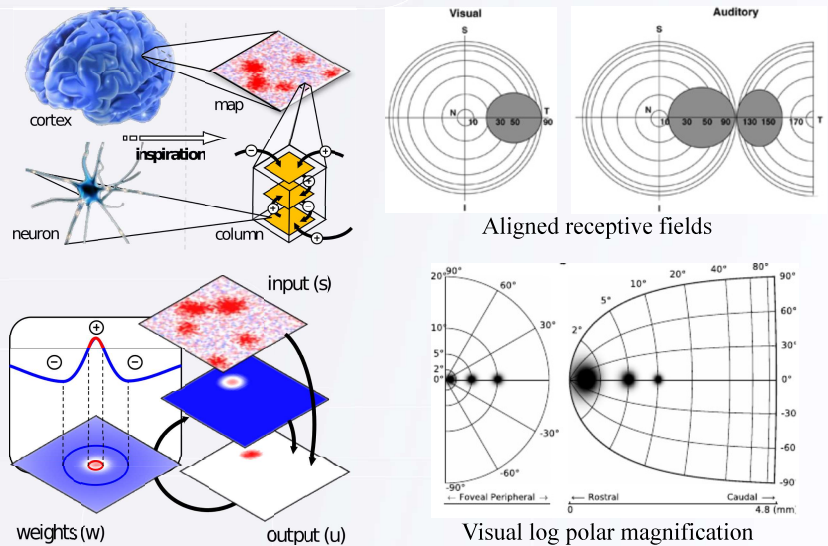 cortex
map
inspiration
neuron
column
− +
+
+ −
+
Visual
S
N
T
10 30 50 90
I
Auditory
S
N
10 30 50 90 130 150 170 T
I
Aligned receptive fields
input (s)
+
− −
weights (w)
output (u)
20° 90° 60°
30°
10°
5°
2°
0°
-30°
-60°
-90°
← Foveal Peripheral →
2° 5° 10° 20° 40° 80° 90°
60°
30°
0°
-30
-60
-90
← Rostral Caudal →
0 4.8 (mm)
Visual log polar magnification